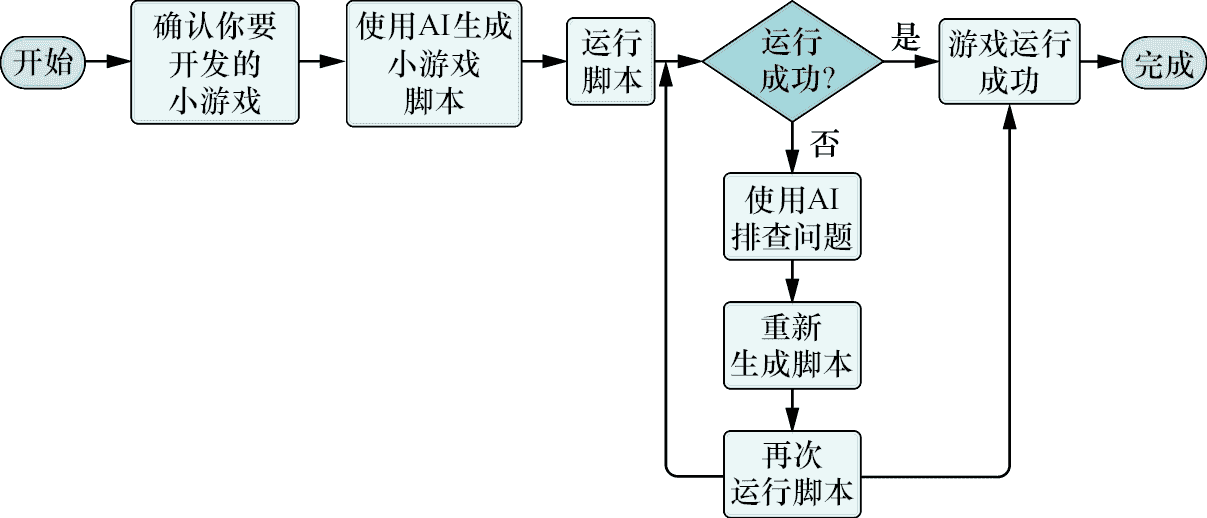 开始
确认你要
开发的
小游戏
使用AI生成
小游戏
脚本
运行
脚本
运行
成功?
是
游戏运行
成功
完成
否
使用AI
排查问题
重新
生成脚本
再次
运行脚本